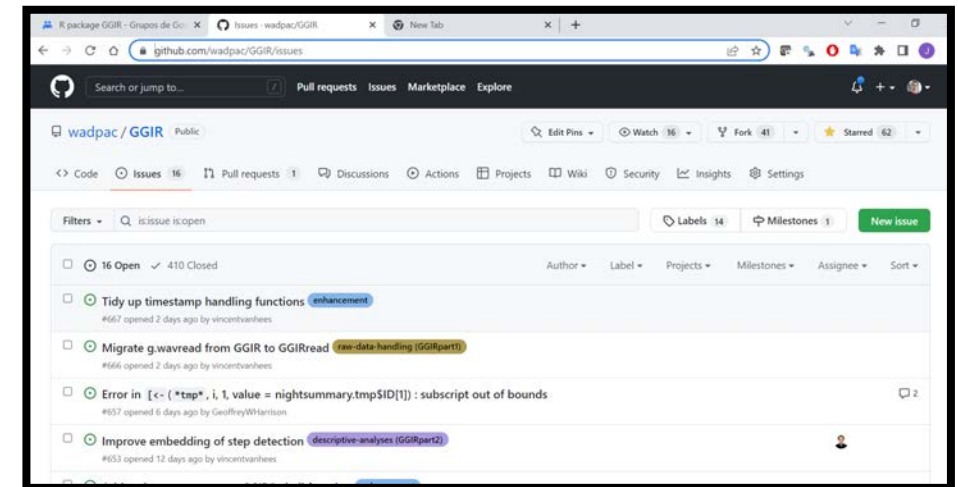 R package GGIR - Grupos de Go
Issues · wadpac/GGIR
New Tab
github.com/wadpac/GGIR/issues
Search or jump to...
Pull requests Issues Marketplace Explore
wadpac / GGIR Public
Edit Pins Watch 16 Fork 41 Starred 62
<> Code Issues 16 Pull requests 1 Discussions Actions Projects Wiki Security Insights Settings
Filters is:issue is:open Labels 14 Milestones 1 New issue
16 Open 410 Closed Author Label Projects Milestones Assignee Sort
Tidy up timestamp handling functions enhancement
#667 opened 2 days ago by vincentvanhees
Migrate g.wavread from GGIR to GGIRread raw-data-handling (GGIRpart1)
#666 opened 2 days ago by vincentvanhees
Error in [<-(*tmp*, i, 1, value = nightsummary.tmp$ID[1]) : subscript out of bounds 2
#657 opened 6 days ago by GeoffreyWHarrison
Improve embedding of step detection descriptive-analyses (GGIRpart2)
#653 opened 12 days ago by vincentvanhees